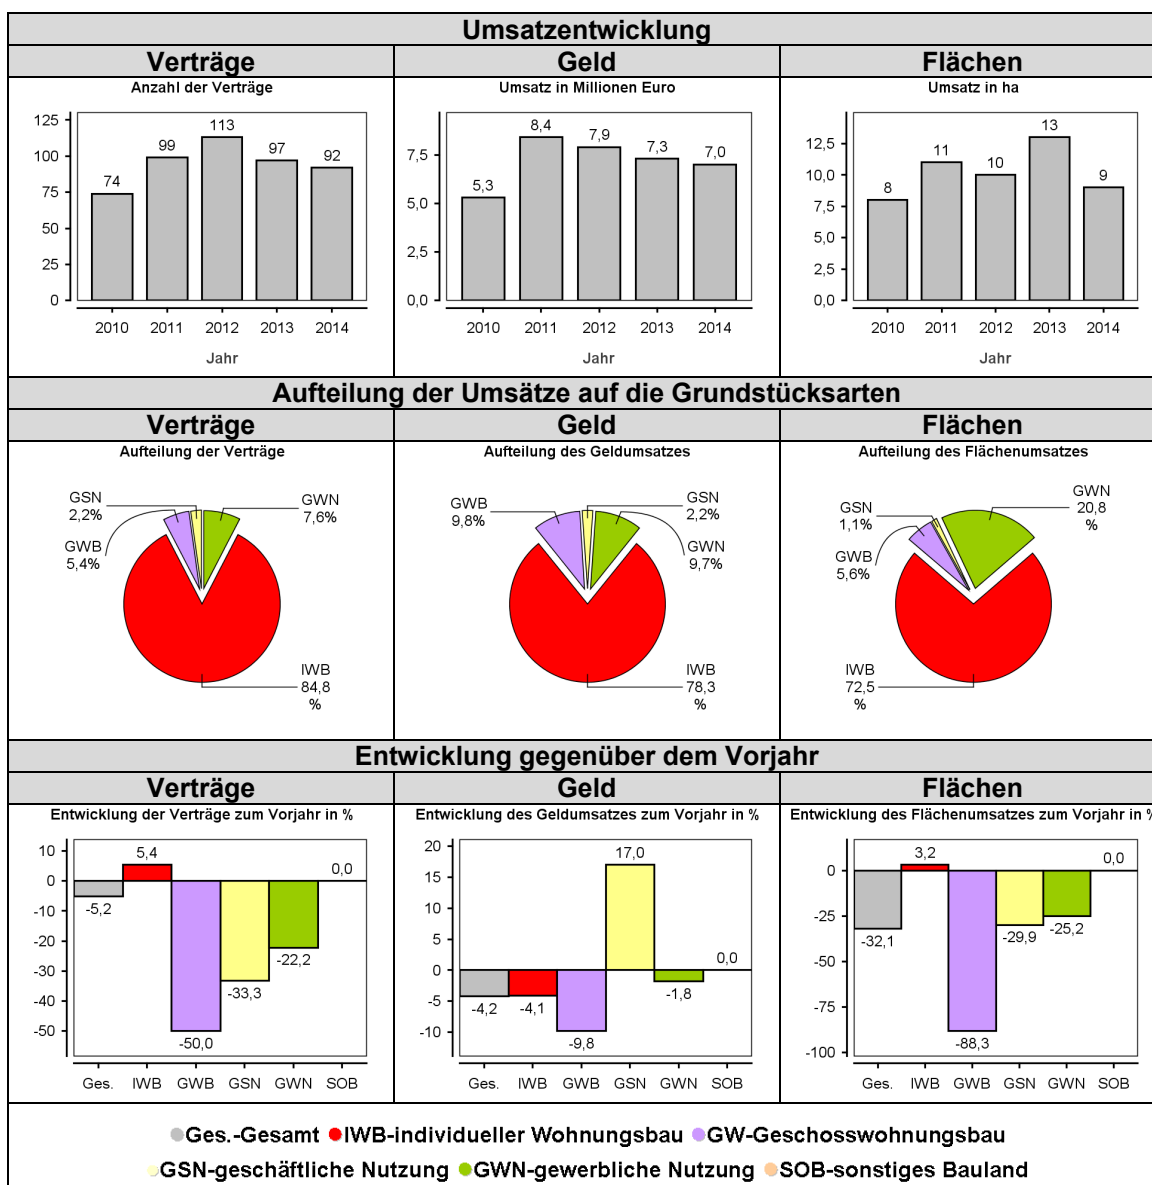 Umsatzentwicklung
Verträge Geld Flächen
Anzahl der Verträge
125
100
75
50
25
0
74
99
113
97
92
2010 2011 2012 2013 2014
Jahr
Umsatz in Millionen Euro
7,5
5,0
2,5
0,0
5,3
8,4
7,9
7,3
7,0
2010 2011 2012 2013 2014
Jahr
Umsatz in ha
12,5
10,0
7,5
5,0
2,5
0,0
8
11
10
13
9
2010 2011 2012 2013 2014
Jahr
Aufteilung der Umsätze auf die Grundstücksarten
Verträge Geld Flächen
Aufteilung der Verträge
GSN
2,2%
GWB
5,4%
GWN
7,6%
IWB
84,8
%
Aufteilung des Geldumsatzes
GWB
9,8%
GSN
2,2%
GWN
9,7%
IWB
78,3
%
Aufteilung des Flächenumsatzes
GSN
1,1%
GWB
5,6%
GWN
20,8
%
IWB
72,5
%
Entwicklung gegenüber dem Vorjahr
Verträge Geld Flächen
Entwicklung der Verträge zum Vorjahr in %
10
0
-10
-20
-30
-40
-50
-5,2
5,4
-50,0
-33,3
-22,2
0,0
Ges. IWB GWB GSN GWN SOB
Entwicklung des Geldumsatzes zum Vorjahr in %
20
15
10
5
0
-5
-10
-4,2
-4,1
-9,8
17,0
-1,8
0,0
Ges. IWB GWB GSN GWN SOB
Entwicklung des Flächenumsatzes zum Vorjahr in %
0
-25
-50
-75
-100
-32,1
3,2
-88,3
-29,9
-25,2
0,0
Ges. IWB GWB GSN GWN SOB
Ges.-Gesamt IWB-individueller Wohnungsbau GW-Geschosswohnungsbau
GSN-geschäftliche Nutzung GWN-gewerbliche Nutzung SOB-sonstiges Bauland